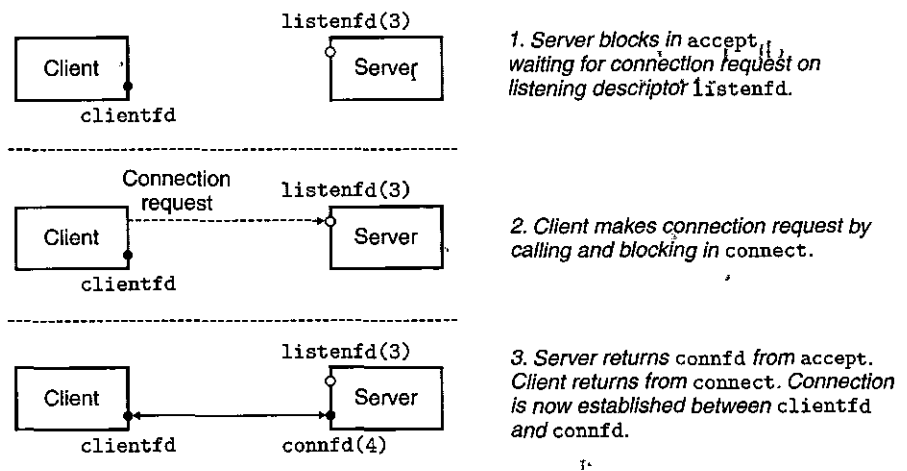 listenfd(3)
Client
Server
clientfd
1. Server blocks in accept,
waiting for connection request on
listening descriptor listenfd.
Connection
request
listenfd(3)
Client
Server
clientfd
2. Client makes connection request by
calling and blocking in connect.
listenfd(3)
Client
Server
clientfd
connfd(4)
3. Server returns connfd from accept.
Client returns from connect. Connection
is now established between clientfd
and connfd.